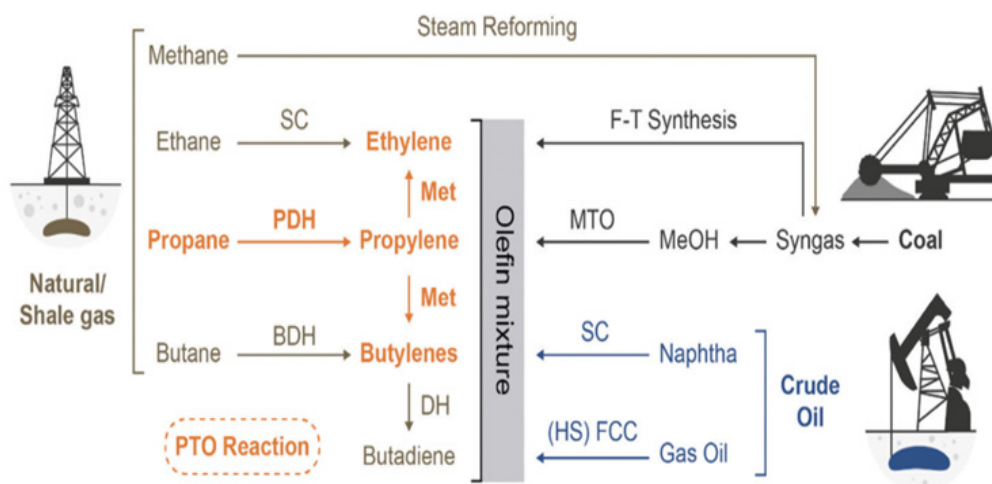 Steam Reforming
Methane
Ethane
SC
Ethylene
F-T Synthesis
Met
Propane
PDH
Propylene
MTO
MeOH
Syngas
Coal
Natural/
Shale gas
Met
Butane
BDH
Butylenes
SC
Naphtha
Crude
Oil
DH
PTO Reaction
Butadiene
(HS) FCC
Gas Oil
Olefin mixture